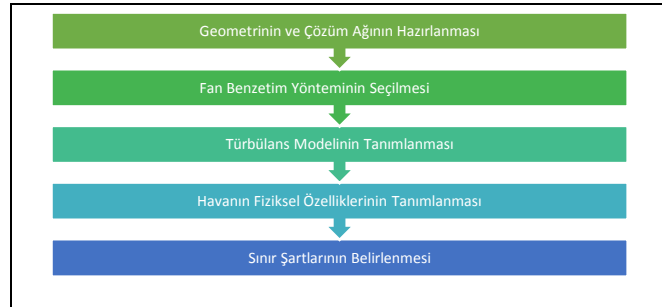 Geometrinin ve Çözüm Ağının Hazırlanması
Fan Benzetim Yönteminin Seçilmesi
Türbülans Modelinin Tanımlanması
Havanın Fiziksel Özelliklerinin Tanımlanması
Sınır Şartlarının Belirlenmesi